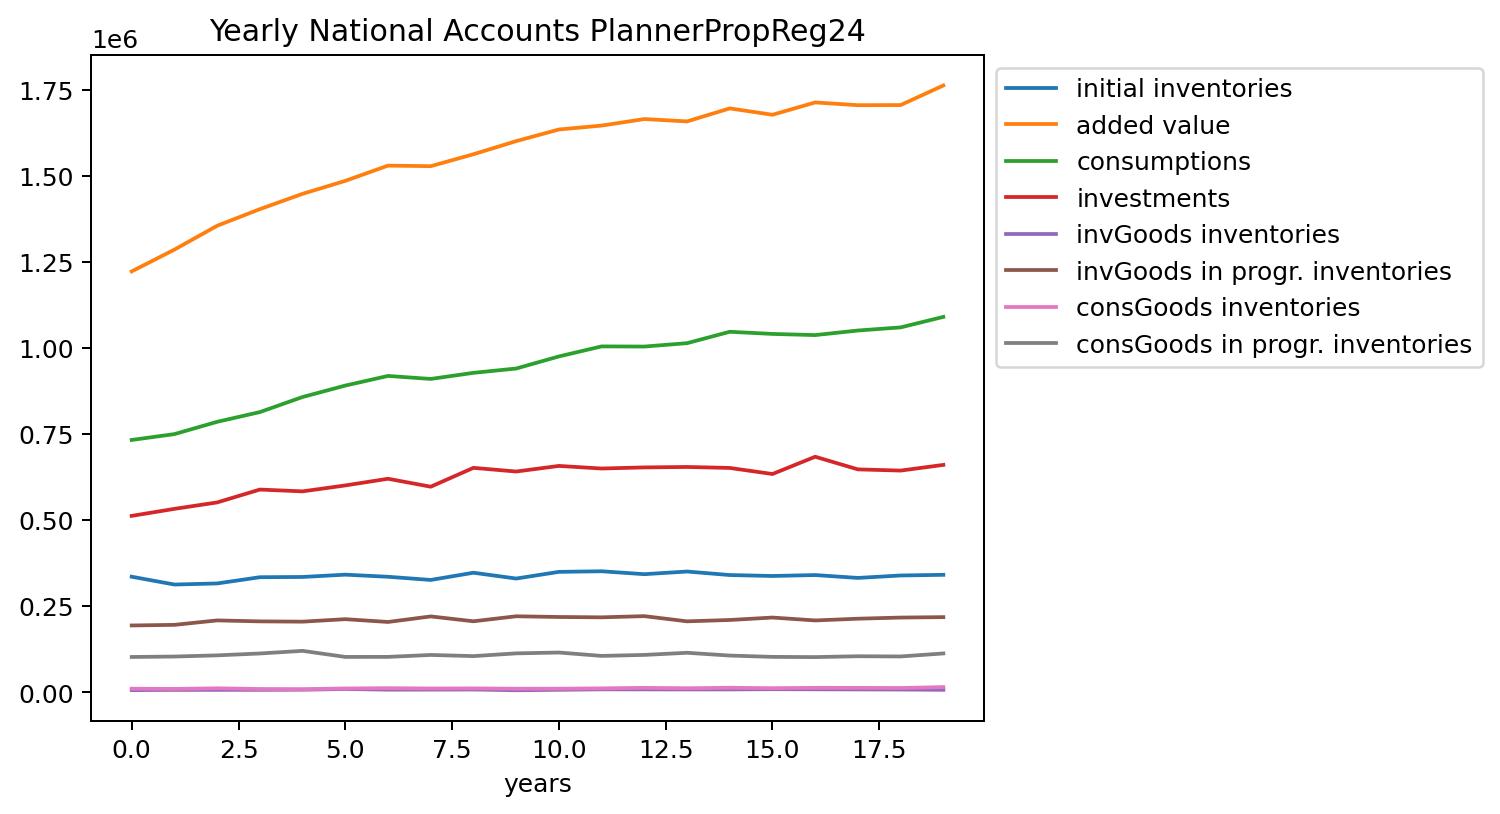 Yearly National Accounts PlannerPropReg24
1e6
1.75
1.50
1.25
1.00
0.75
0.50
0.25
0.00
0.0 2.5 5.0 7.5 10.0 12.5 15.0 17.5
years
initial inventories
added value
consumptions
investments
invGoods inventories
invGoods in progr. inventories
consGoods inventories
consGoods in progr. inventories